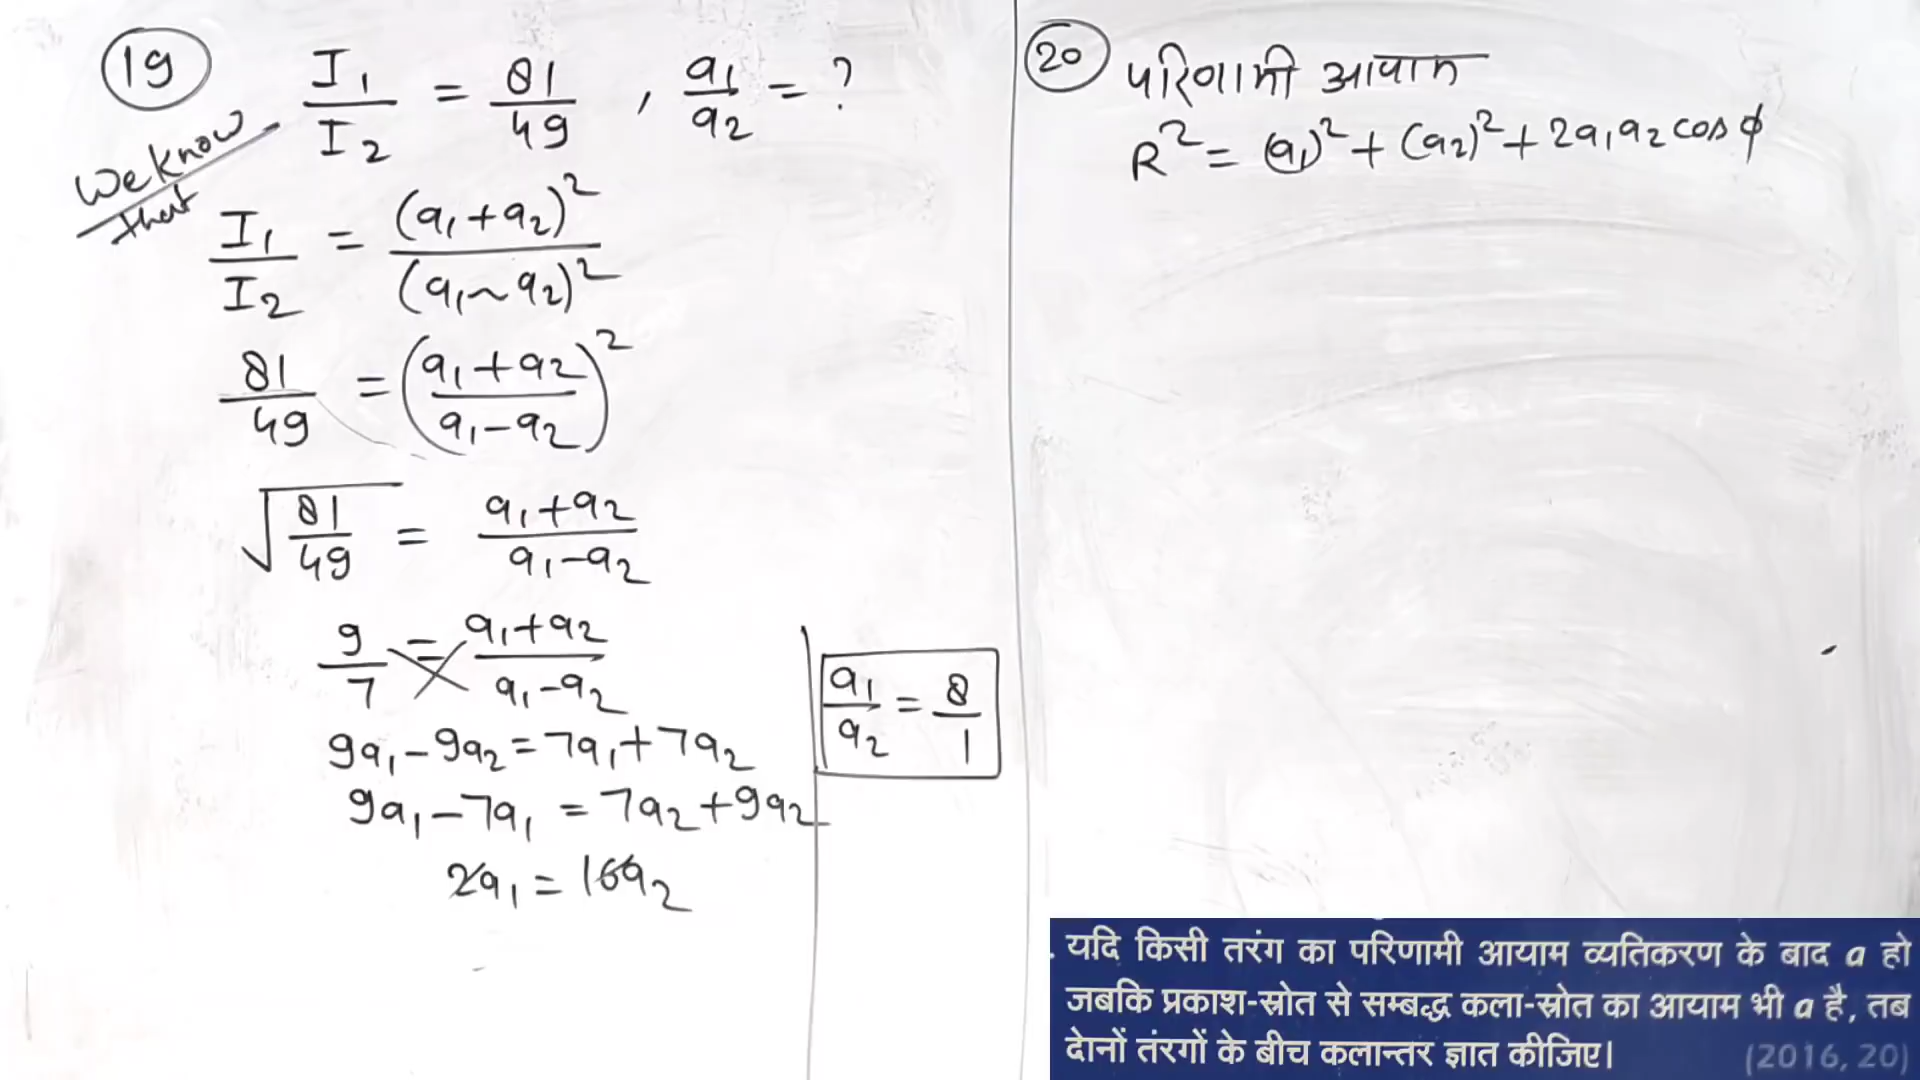 19 I₁/I₂ = 81/49 , a₁/a₂ = ?
We know that
I₁/I₂ = (a₁+a₂)²/(a₁~a₂)²
81/49 = (a₁+a₂/a₁-a₂)²
√81/49 = a₁+a₂/a₁-a₂
9/7 = a₁+a₂/a₁-a₂
9a₁-9a₂ = 7a₁+7a₂
9a₁-7a₁ = 7a₂+9a₂
2a₁ = 16a₂
a₁/a₂ = 8/1
20 परिणामी आयाम
R² = (a₁)²+(a₂)²+2a₁a₂cosϕ
यदि किसी तरंग का परिणामी आयाम व्यतिकरण के बाद a हो
जबकि प्रकाश-स्रोत से सम्बद्ध कला-स्रोत का आयाम भी a है, तब
दोनों तंरगों के बीच कलान्तर ज्ञात कीजिए।
(2016, 20)